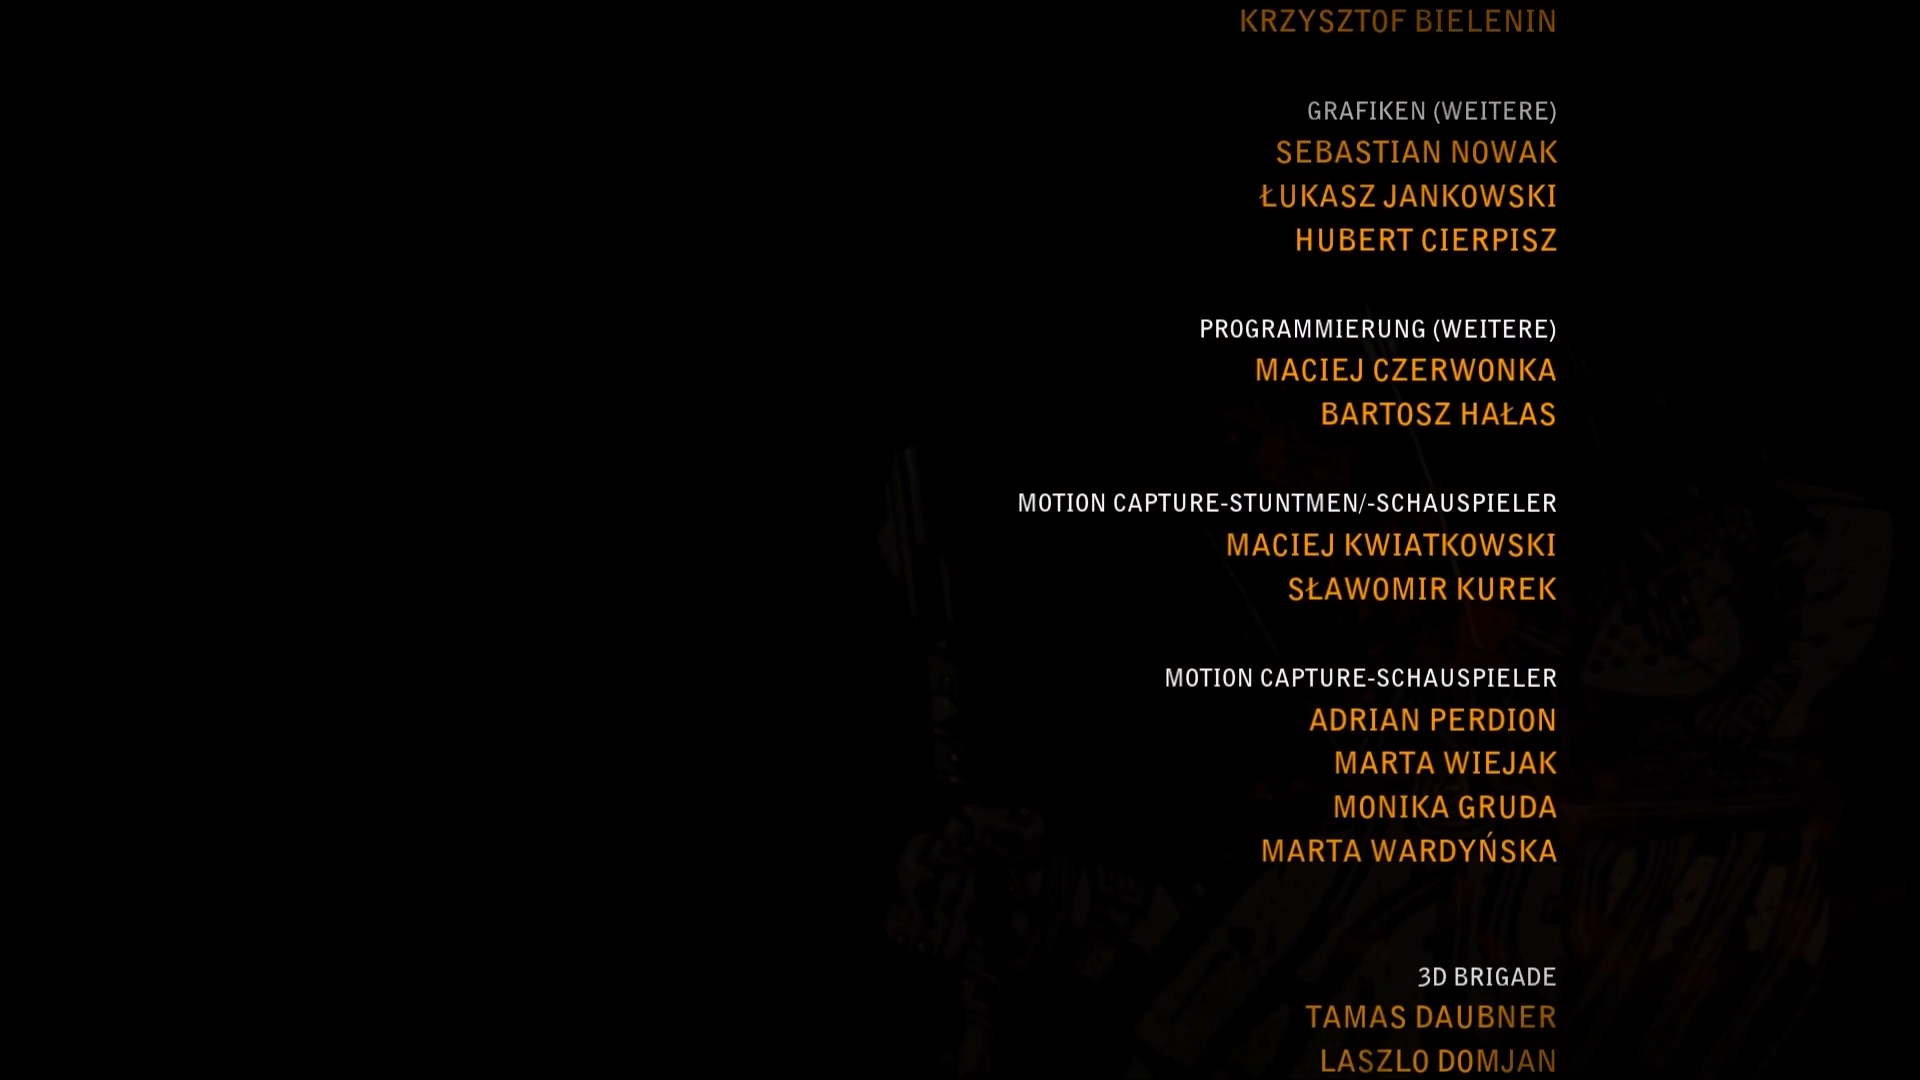 KRZYSZTOF BIELENIN
GRAFIKEN (WEITERE)
SEBASTIAN NOWAK
ŁUKASZ JANKOWSKI
HUBERT CIERPISZ
PROGRAMMIERUNG (WEITERE)
MACIEJ CZERWONKA
BARTOSZ HAŁAS
MOTION CAPTURE-STUNTMEN/-SCHAUSPIELER
MACIEJ KWIATKOWSKI
SŁAWOMIR KUREK
MOTION CAPTURE-SCHAUSPIELER
ADRIAN PERDION
MARTA WIEJAK
MONIKA GRUDA
MARTA WARDYŃSKA
3D BRIGADE
TAMAS DAUBNER
LASZLO DOMJAN